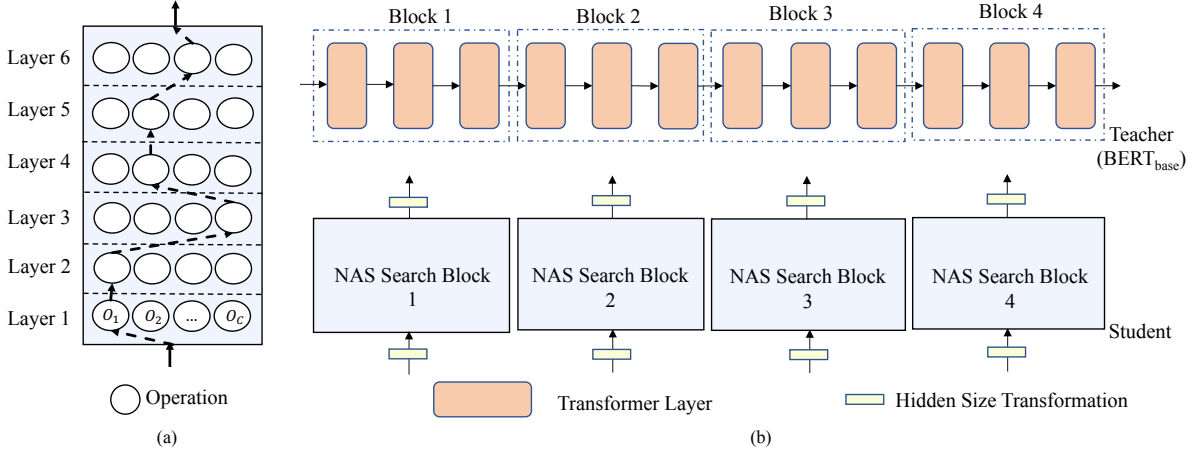 Layer 6
Layer 5
Layer 4
Layer 3
Layer 2
Layer 1
O1 O2 ... OC
Operation
(a)
Block 1 Block 2 Block 3 Block 4
Teacher
(BERTbase)
NAS Search Block
1
NAS Search Block
2
NAS Search Block
3
NAS Search Block
4
Student
Transformer Layer
Hidden Size Transformation
(b)